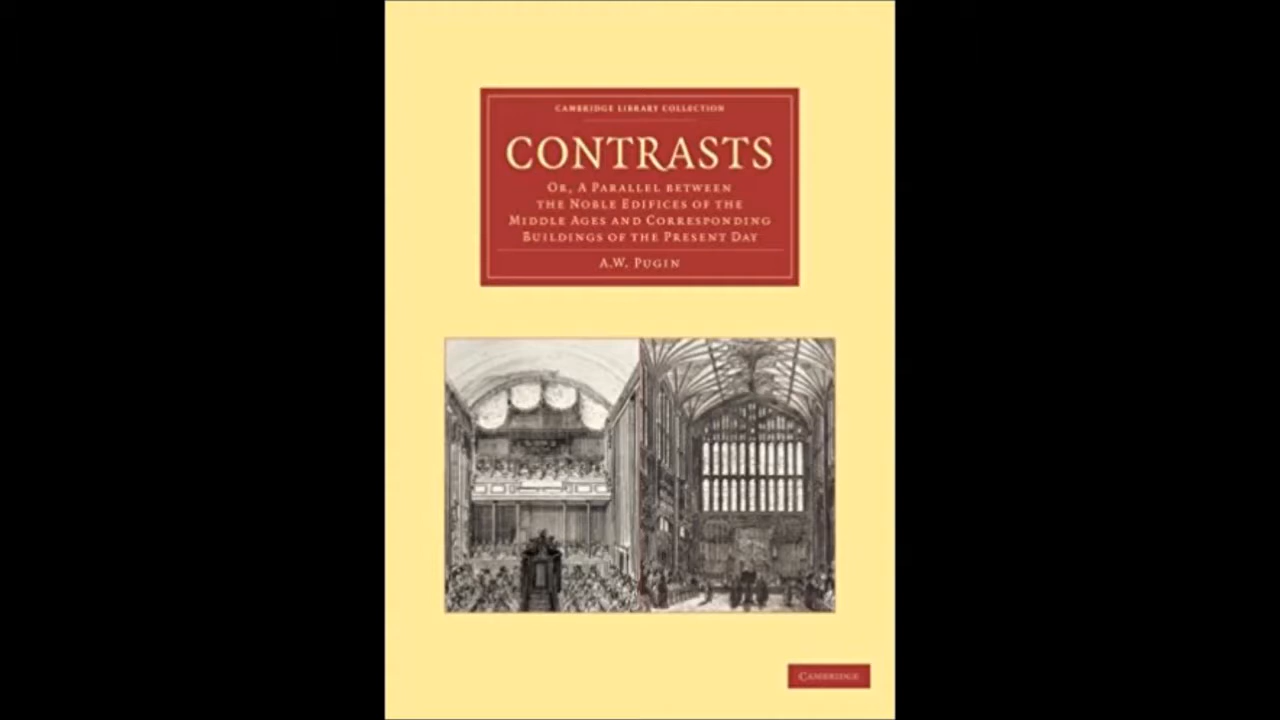 CAMBRIDGE LIBRARY COLLECTION
CONTRASTS
OR, A PARALLEL BETWEEN
THE NOBLE EDIFICES OF THE
MIDDLE AGES AND CORRESPONDING
BUILDINGS OF THE PRESENT DAY
A.W. PUGIN
CAMBRIDGE